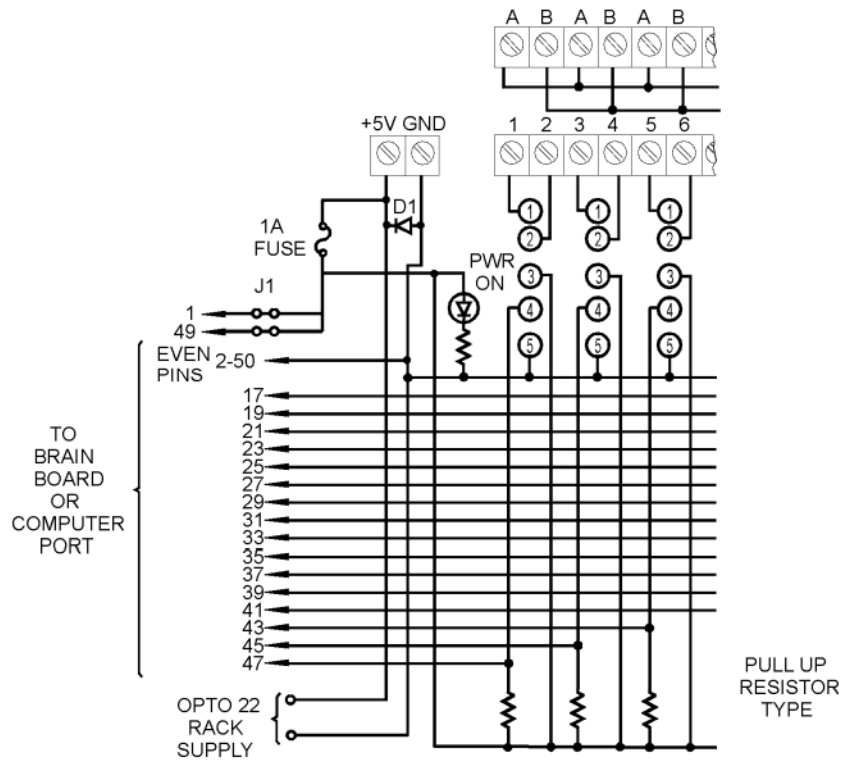 A B A B A B
+5V GND
1 2 3 4 5 6
D1
1A
FUSE
PWR
ON
J1
1 1 1
2 2 2
3 3 3
4 4 4
5 5 5
1
49
EVEN
PINS
2-50
17
19
21
23
25
27
29
31
33
35
37
39
41
43
45
47
TO
BRAIN
BOARD
OR
COMPUTER
PORT
OPTO 22
RACK
SUPPLY
PULL UP
RESISTOR
TYPE